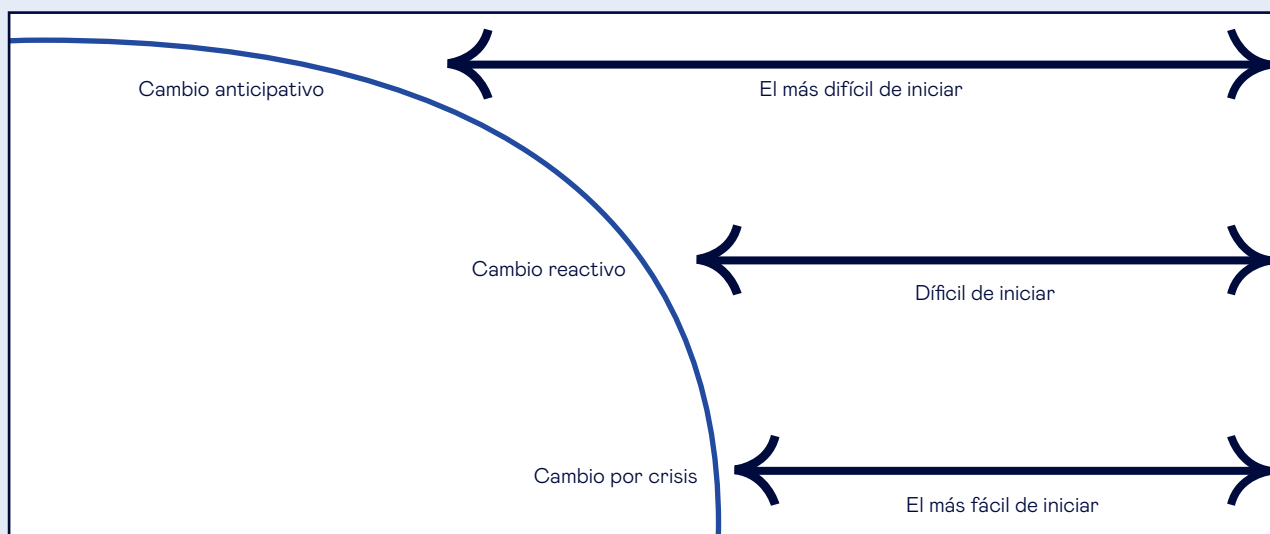 Cambio anticipativo
El más difícil de iniciar
Cambio reactivo
Díficil de iniciar
Cambio por crisis
El más fácil de iniciar